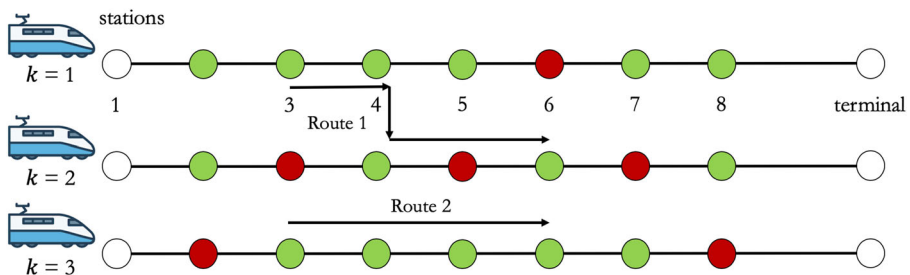 stations
k = 1
1 3 4 5 6 7 8 terminal
Route 1
k = 2
Route 2
k = 3